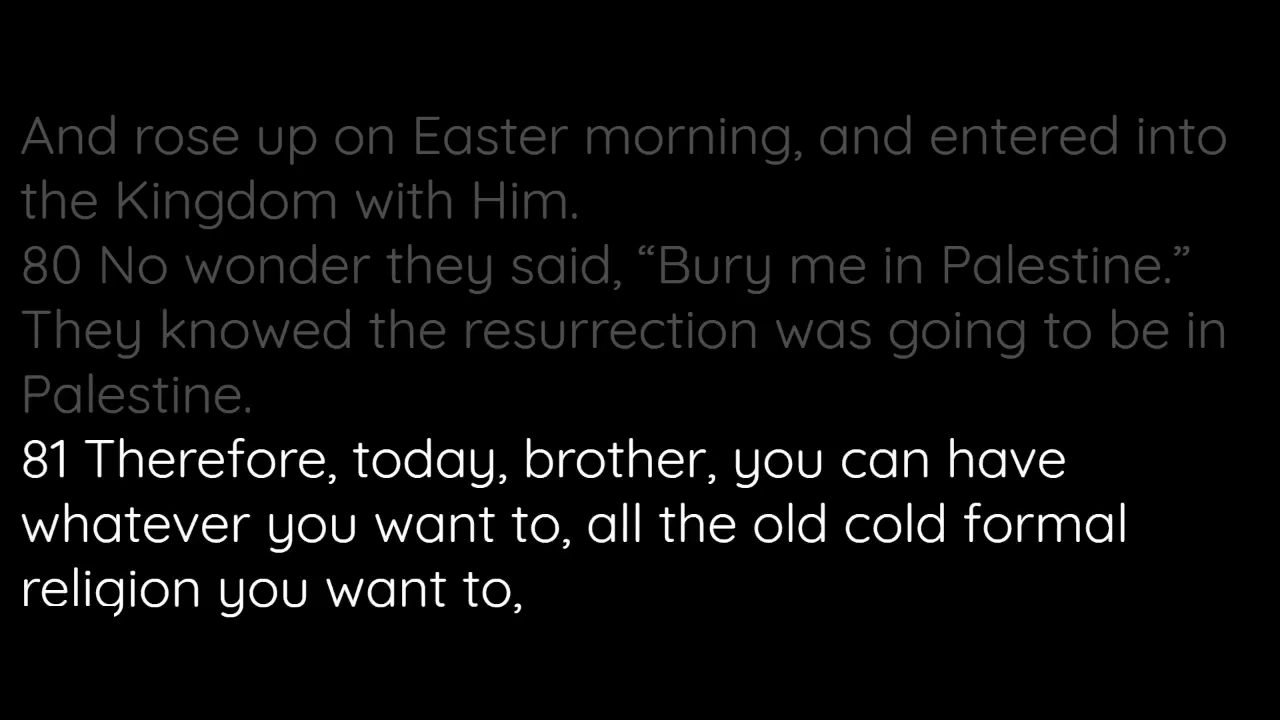 And rose up on Easter morning, and entered into
the Kingdom with Him.
80 No wonder they said, “Bury me in Palestine.”
They knowed the resurrection was going to be in
Palestine.
81 Therefore, today, brother, you can have
whatever you want to, all the old cold formal
religion you want to,